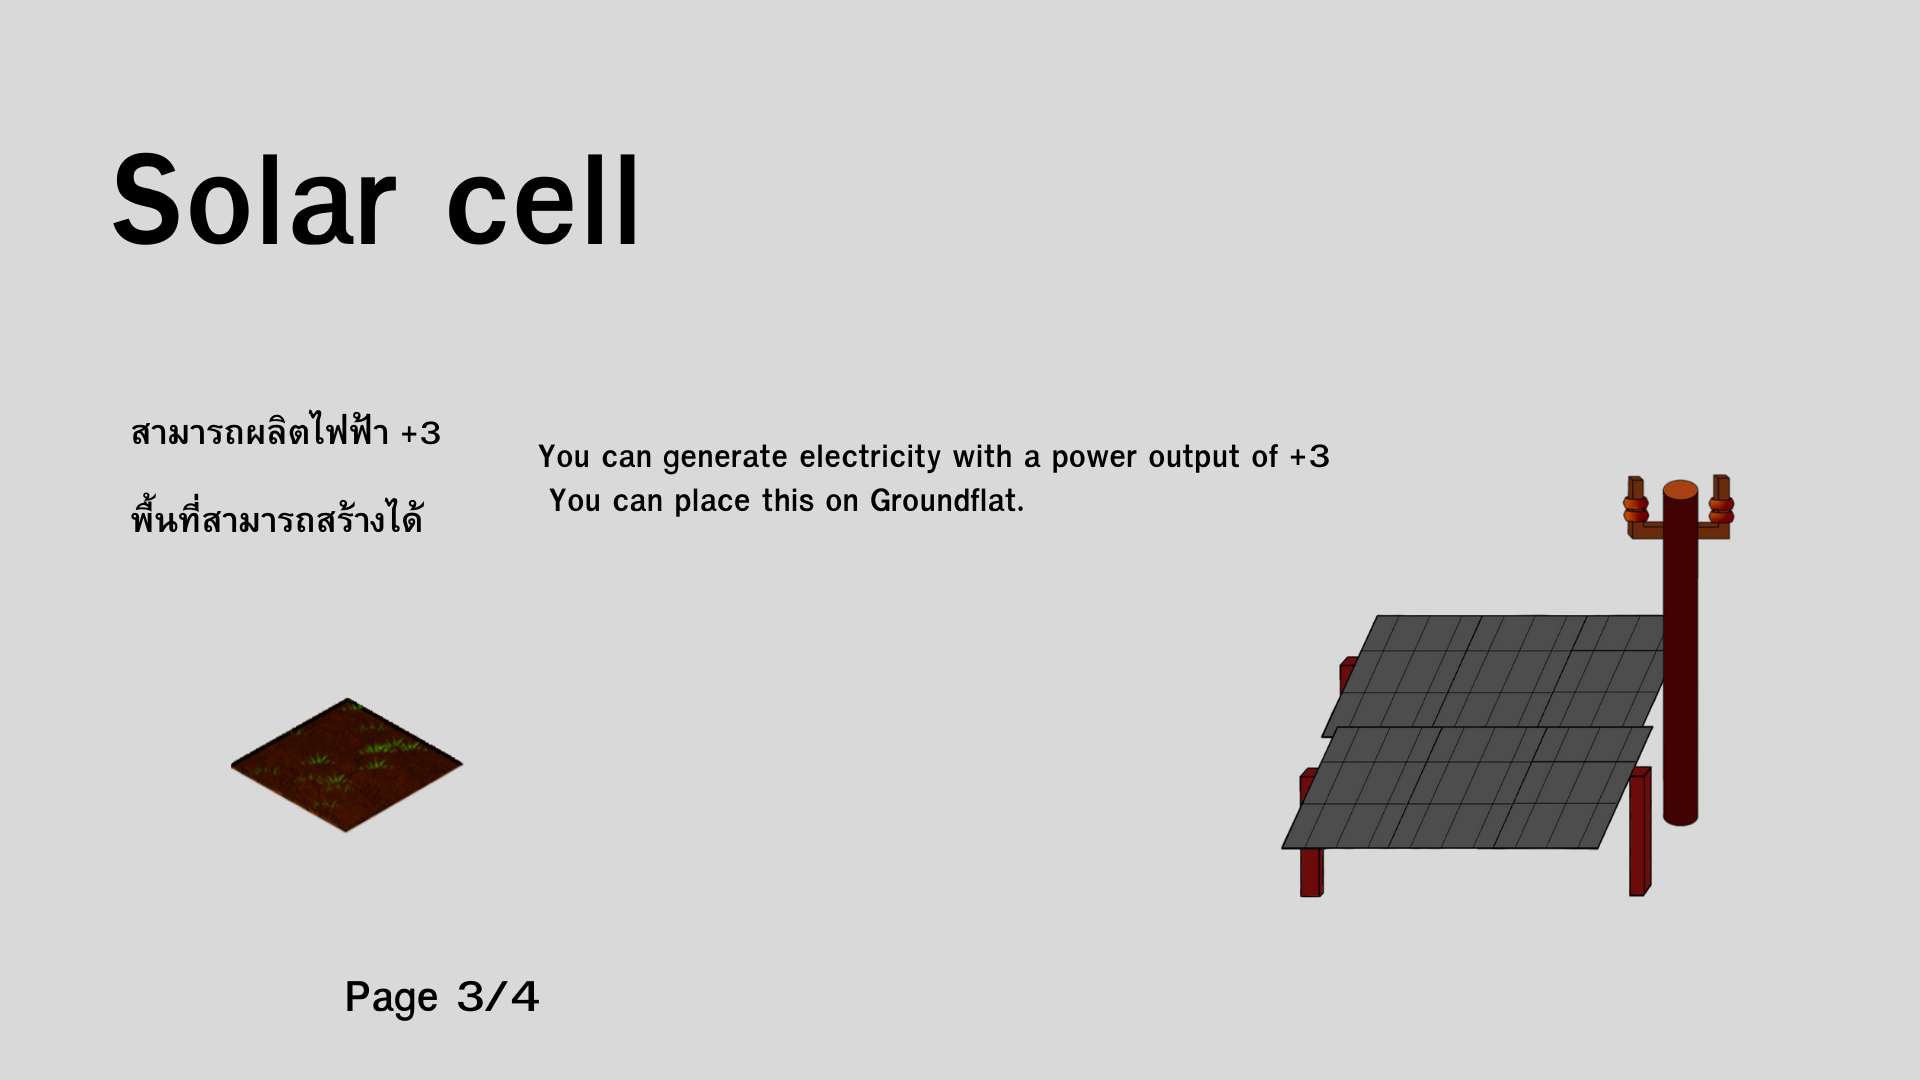 Solar cell
สามารถผลิตไฟฟ้า +3
พื้นที่สามารถสร้างได้
You can generate electricity with a power output of +3
You can place this on Groundflat.
Page 3/4